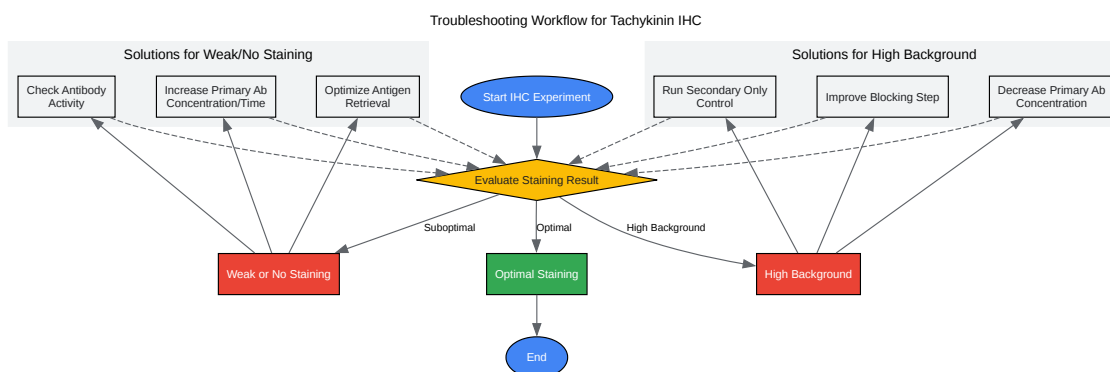 Troubleshooting Workflow for Tachykinin IHC
Solutions for Weak/No Staining
Solutions for High Background
Check Antibody
Activity
Increase Primary Ab
Concentration/Time
Optimize Antigen
Retrieval
Start IHC Experiment
Run Secondary Only
Control
Improve Blocking Step
Decrease Primary Ab
Concentration
Evaluate Staining Result
Suboptimal
Optimal
High Background
Weak or No Staining
Optimal Staining
High Background
End